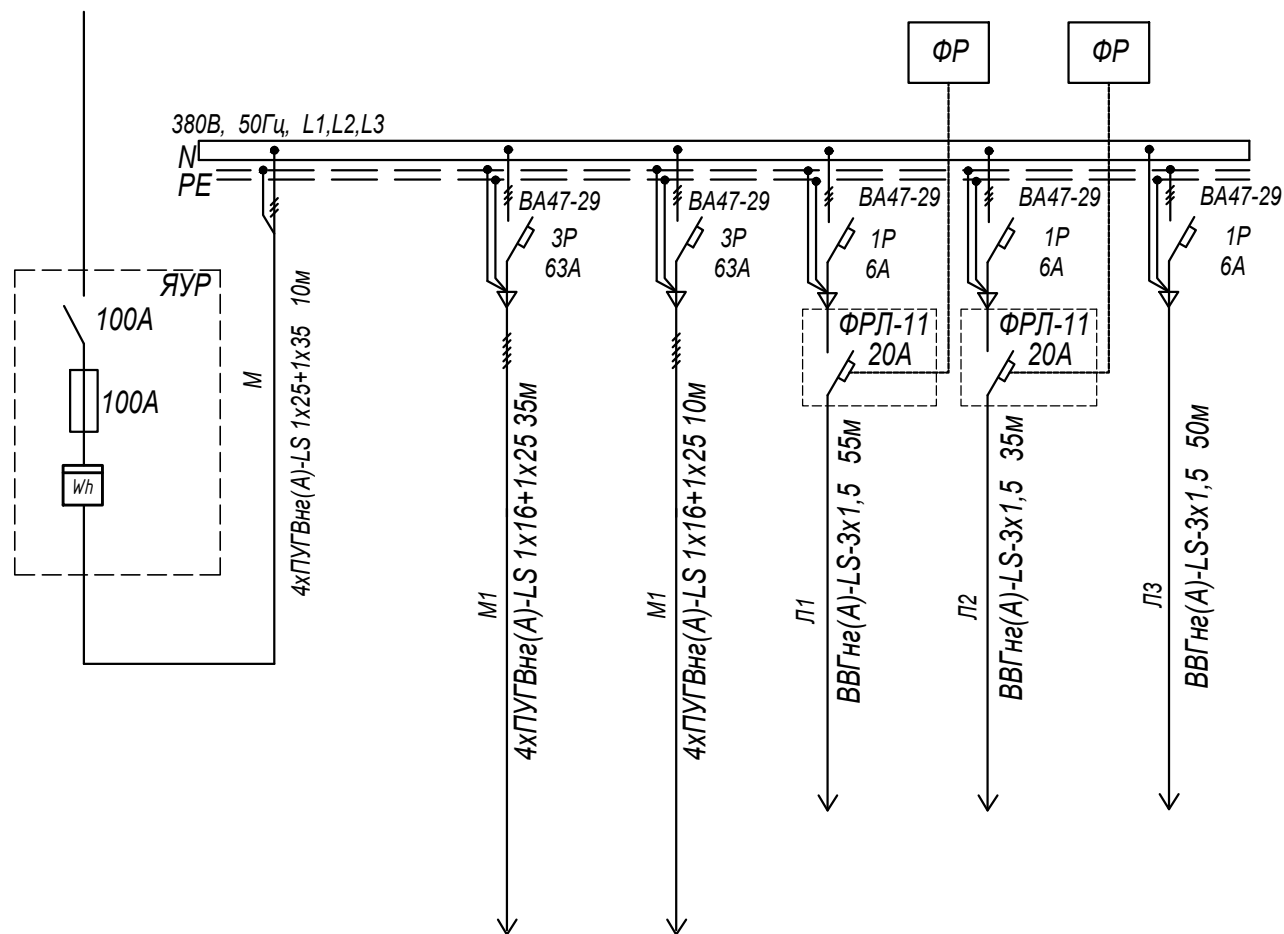 ФР
ФР
380В, 50Гц, L1,L2,L3
N
PE
ВА47-29
3Р
63А
ВА47-29
3Р
63А
ВА47-29
1Р
6А
ВА47-29
1Р
6А
ВА47-29
1Р
6А
ЯУР
100А
100А
Wh
М
4хПУГВнг(А)-LS 1х25+1х35 10м
М1
4хПУГВнг(А)-LS 1х16+1х25 35м
М1
4хПУГВнг(А)-LS 1х16+1х25 10м
ФРЛ-11
20А
Л1
ВВГнг(А)-LS-3х1,5 55м
ФРЛ-11
20А
Л2
ВВГнг(А)-LS-3х1,5 35м
Л3
ВВГнг(А)-LS-3х1,5 50м